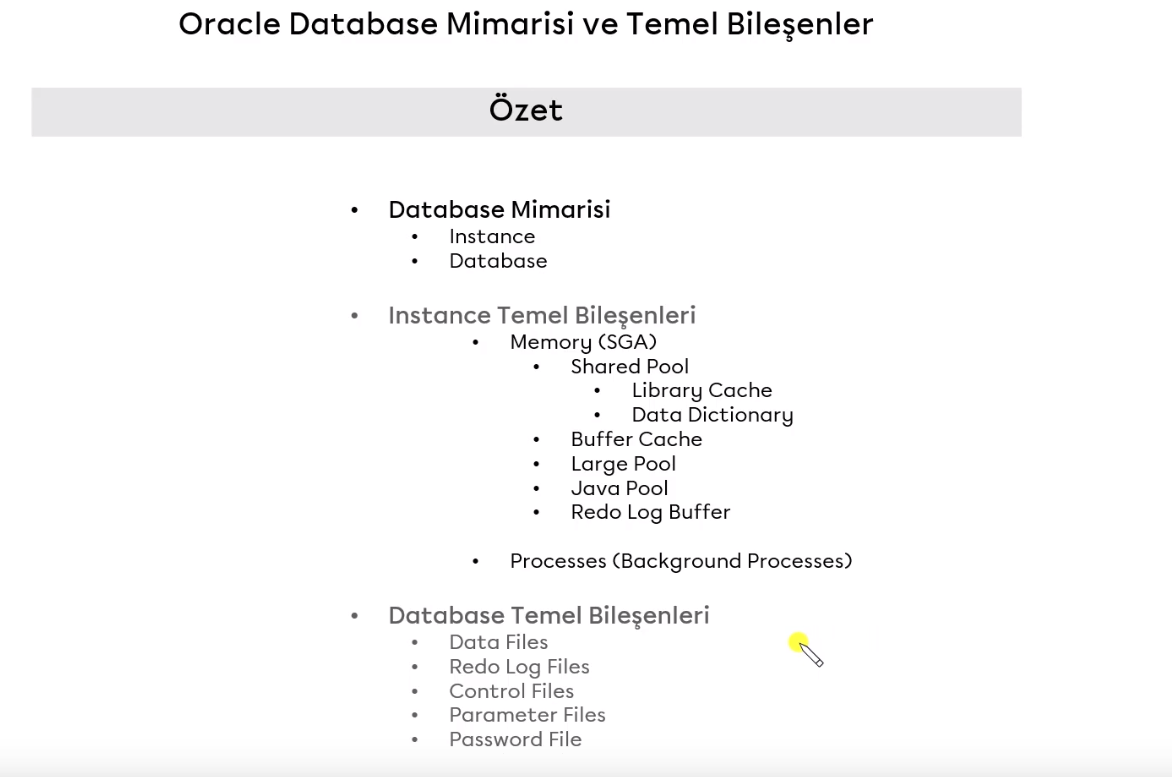 Oracle Database Mimarisi ve Temel Bileşenler
Özet
• Database Mimarisi
• Instance
• Database
• Instance Temel Bileşenleri
• Memory (SGA)
• Shared Pool
• Library Cache
• Data Dictionary
• Buffer Cache
• Large Pool
• Java Pool
• Redo Log Buffer
• Processes (Background Processes)
• Database Temel Bileşenleri
• Data Files
• Redo Log Files
• Control Files
• Parameter Files
• Password File